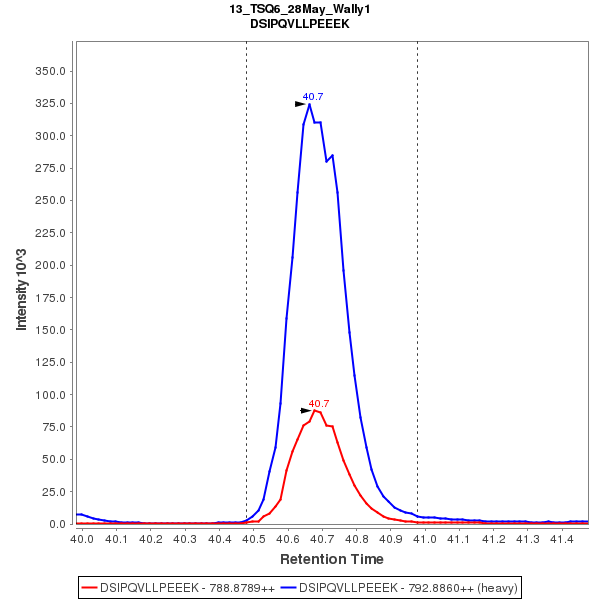 13_TSQ6_28May_Wally1
DSIPQVLLPEEEK
Intensity 10^3
350.0
325.0
300.0
275.0
250.0
225.0
200.0
175.0
150.0
125.0
100.0
75.0
50.0
25.0
0.0
40.7
40.7
40.0 40.1 40.2 40.3 40.4 40.5 40.6 40.7 40.8 40.9 41.0 41.1 41.2 41.3 41.4
Retention Time
DSIPQVLLPEEEK - 788.8789++ DSIPQVLLPEEEK - 792.8860++ (heavy)